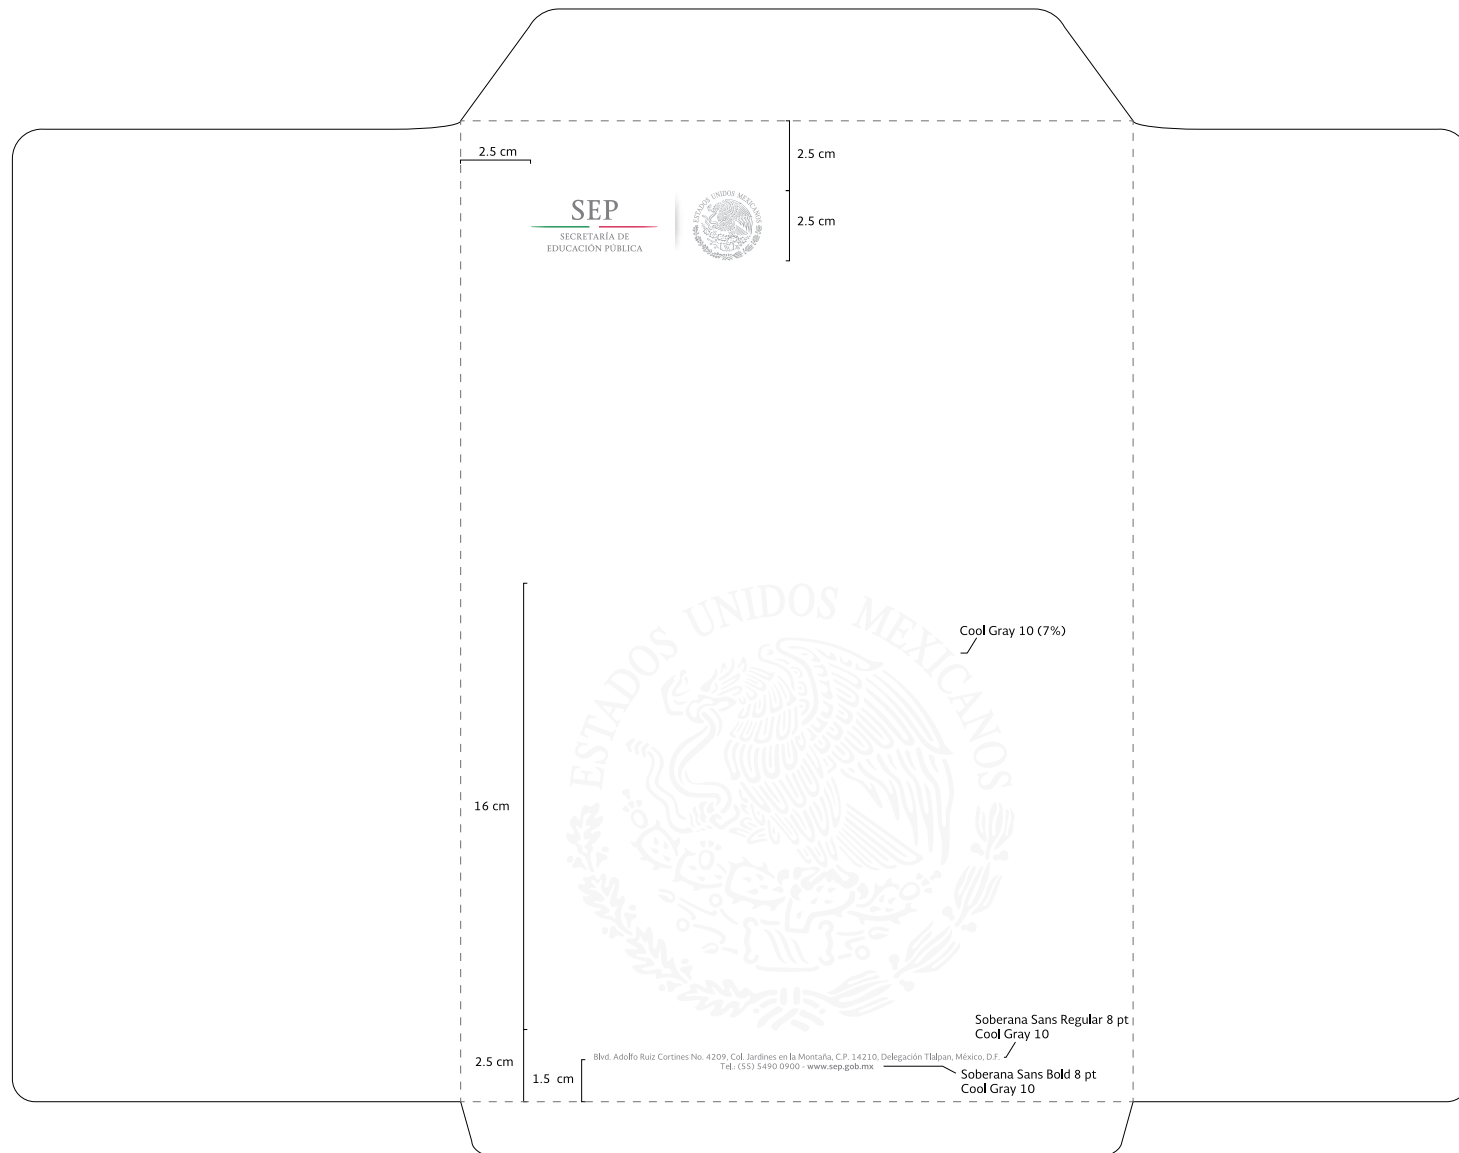 2.5 cm
2.5 cm
2.5 cm
SEP
SECRETARÍA DE
EDUCACIÓN PÚBLICA
ESTADOS UNIDOS MEXICANOS
ESTADOS UNIDOS MEXICANOS
Cool Gray 10 (7%)
16 cm
Soberana Sans Regular 8 pt
Cool Gray 10
2.5 cm
1.5 cm
Blvd. Adolfo Ruiz Cortines No. 4209, Col. Jardines en la Montaña, C.P. 14210, Delegación Tlalpan, México, D.F.
Tel.: (55) 5490 0900 - www.sep.gob.mx
Soberana Sans Bold 8 pt
Cool Gray 10